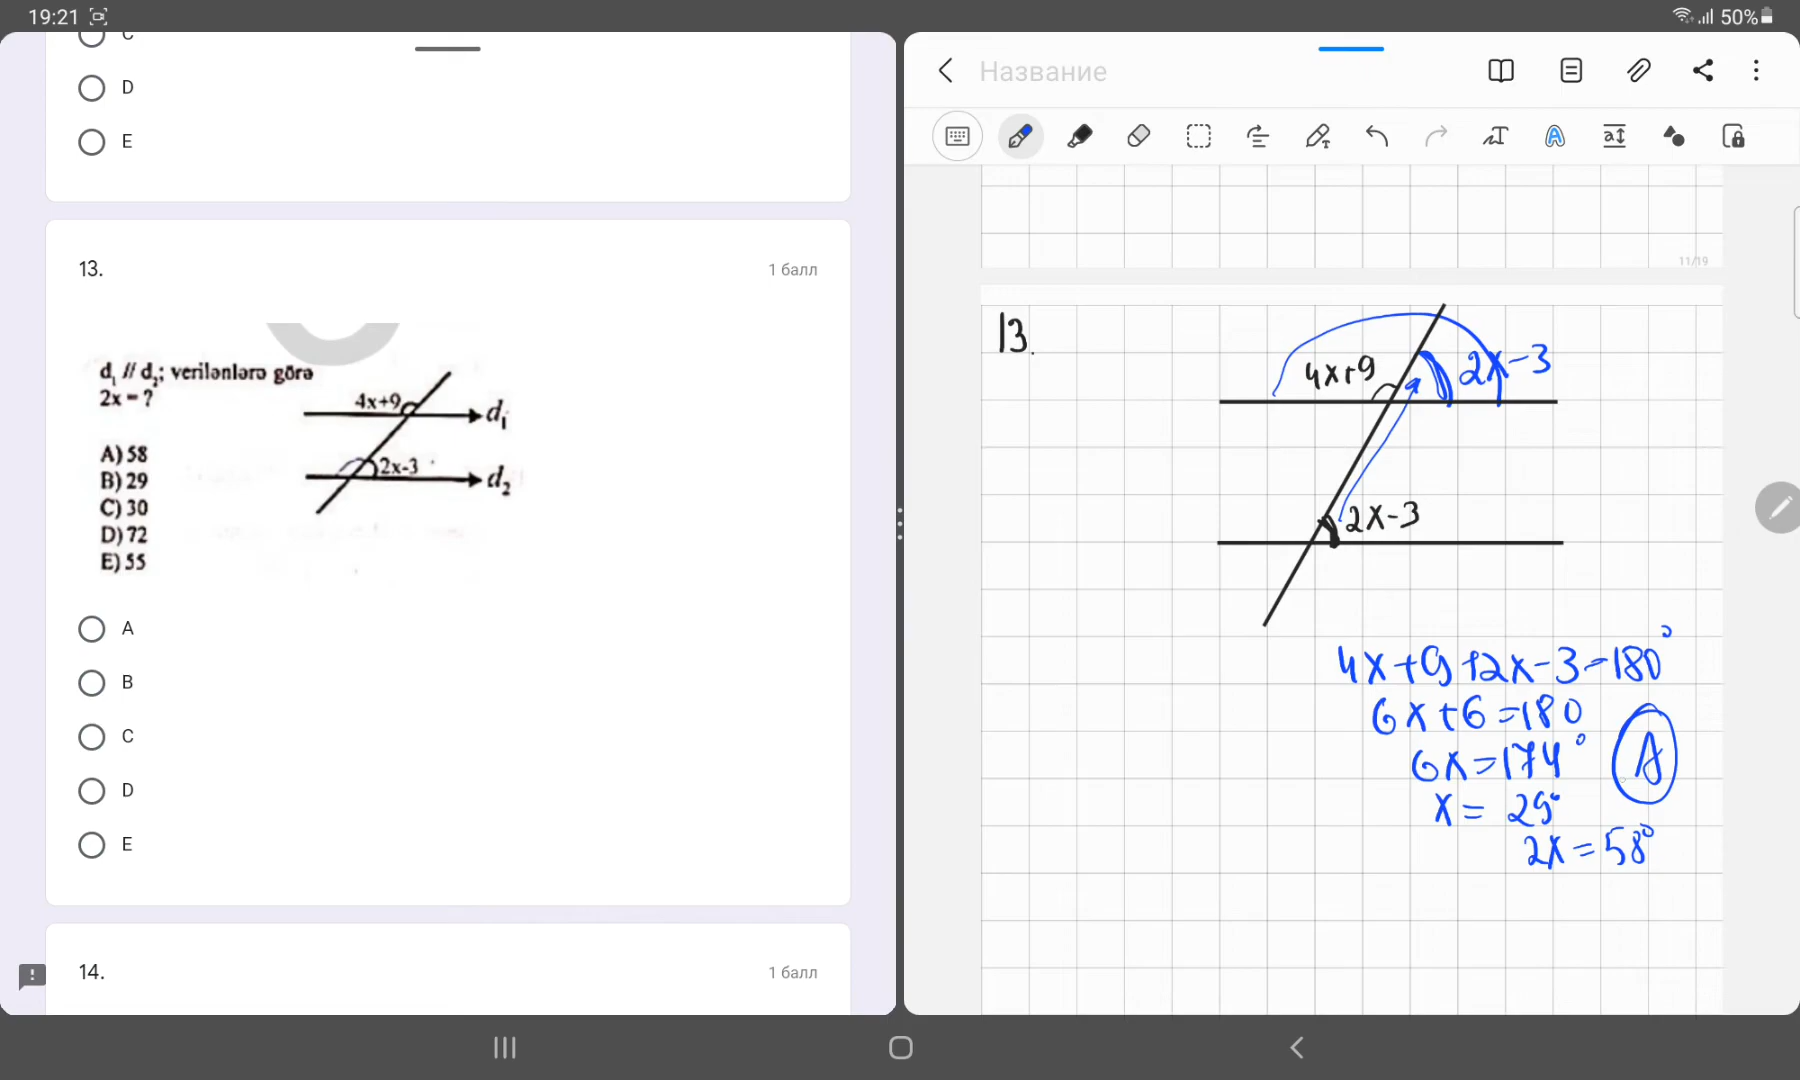 19:21
50%
C
D
E
13.
1 балл
d₁ // d₂; verilənlərə görə
2x = ?
A) 58
B) 29
C) 30
D) 72
E) 55
4x+9
d₁
2x-3
d₂
A
B
C
D
E
14.
1 балл
Название
11/19
13.
4x+9
2x-3
2x-3
4x+9+2x-3=180°
6x+6=180
6x=174°
A
x=29°
2x=58°